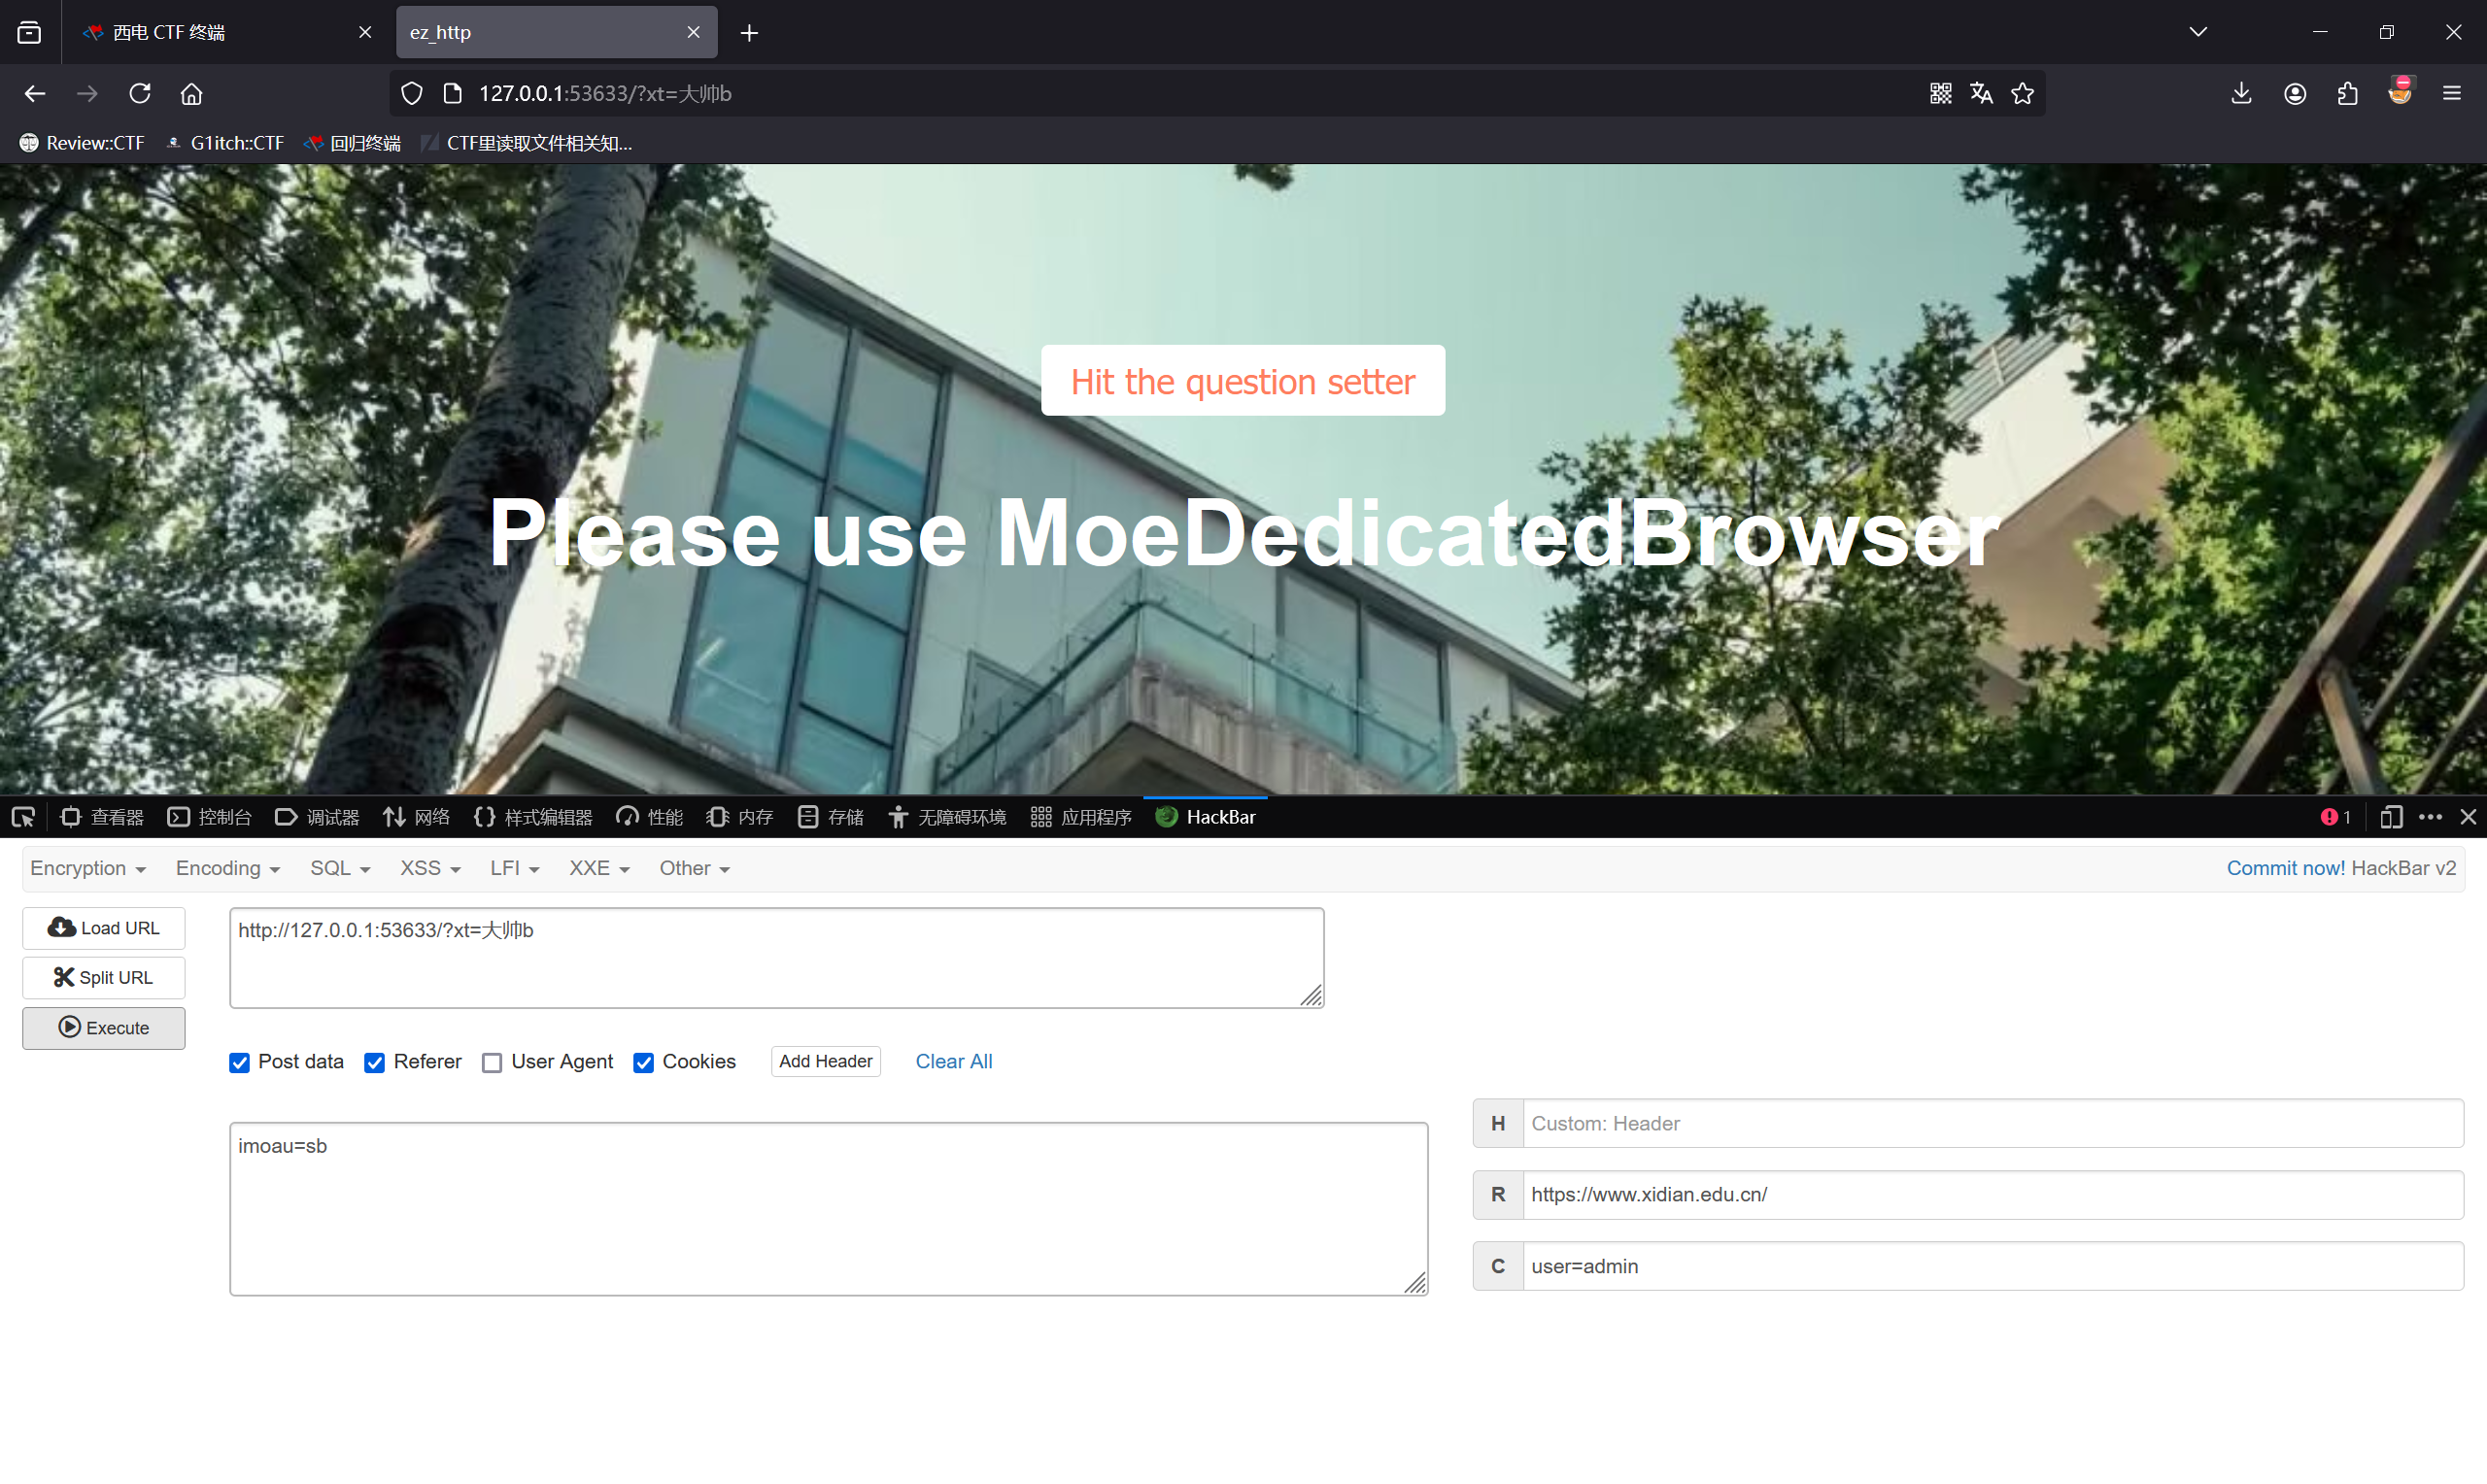 西电 CTF 终端
ez_http
127.0.0.1:53633/?xt=大帅b
Review::CTF
G1itch::CTF
回归终端
CTF里读取文件相关知...
Hit the question setter
Please use MoeDedicatedBrowser
查看器
控制台
调试器
网络
样式编辑器
性能
内存
存储
无障碍环境
应用程序
HackBar
1
Encryption
Encoding
SQL
XSS
LFI
XXE
Other
Commit now! HackBar v2
Load URL
Split URL
Execute
http://127.0.0.1:53633/?xt=大帅b
Post data
Referer
User Agent
Cookies
Add Header
Clear All
imoau=sb
H Custom: Header
R https://www.xidian.edu.cn/
C user=admin